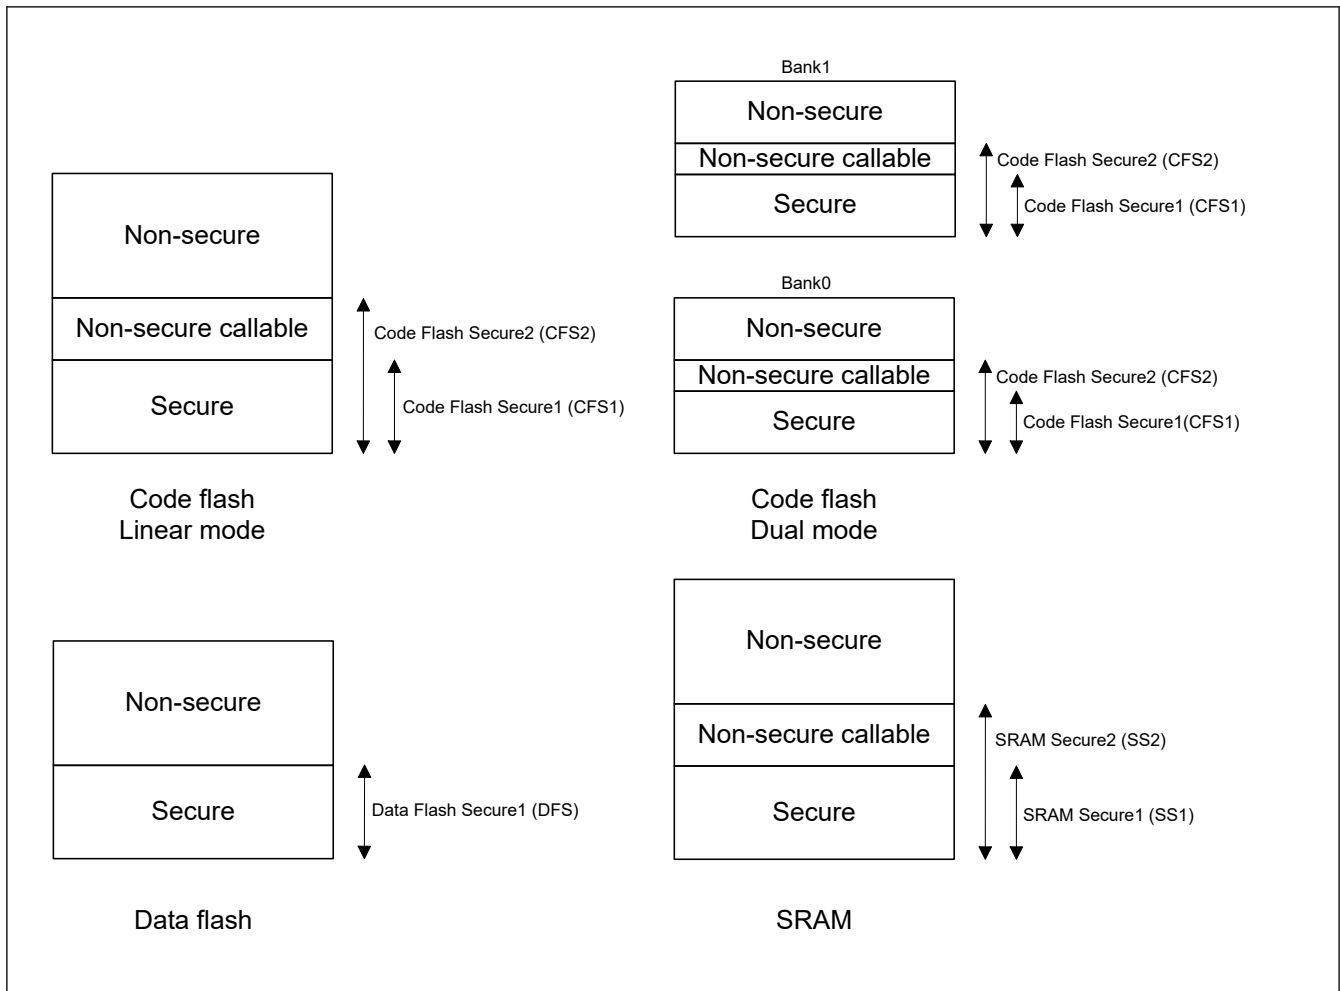 Non-secure
Non-secure callable
Secure
Code Flash Secure2 (CFS2)
Code Flash Secure1 (CFS1)
Code flash
Linear mode
Bank1
Non-secure
Non-secure callable
Secure
Code Flash Secure2 (CFS2)
Code Flash Secure1 (CFS1)
Bank0
Non-secure
Non-secure callable
Secure
Code Flash Secure2 (CFS2)
Code Flash Secure1(CFS1)
Code flash
Dual mode
Non-secure
Secure
Data Flash Secure1 (DFS)
Data flash
Non-secure
Non-secure callable
Secure
SRAM Secure2 (SS2)
SRAM Secure1 (SS1)
SRAM